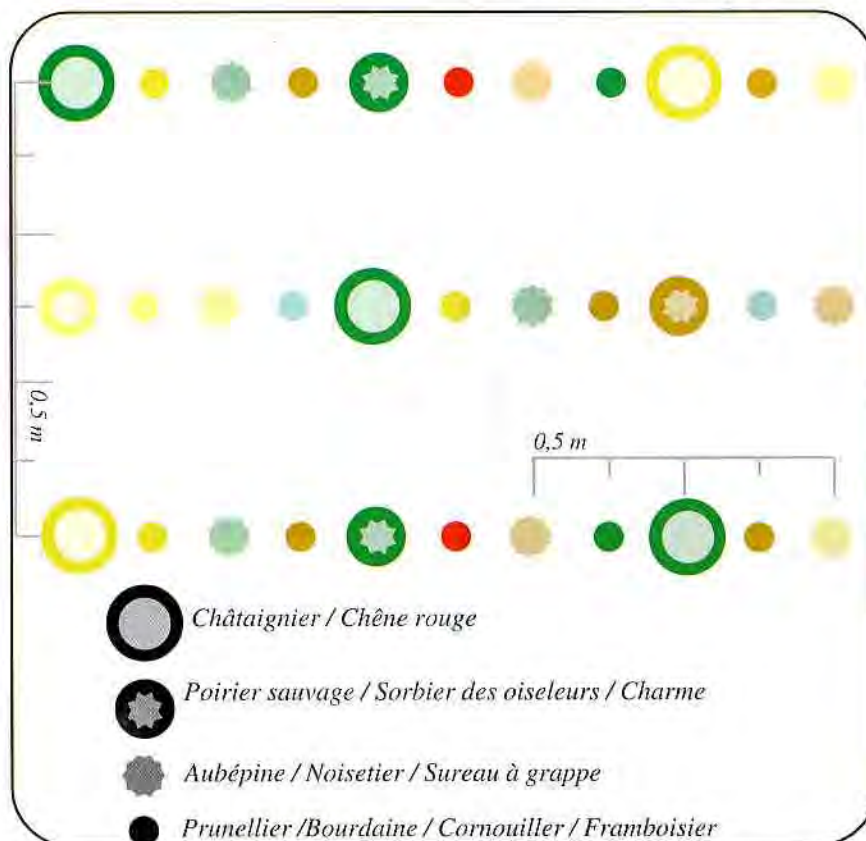 0,5 m
0,5 m
Châtaignier / Chêne rouge
Poirier sauvage / Sorbier des oiseleurs / Charme
Aubépine / Noisetier / Sureau à grappe
Prunellier /Bourdaine / Cornouiller / Framboisier